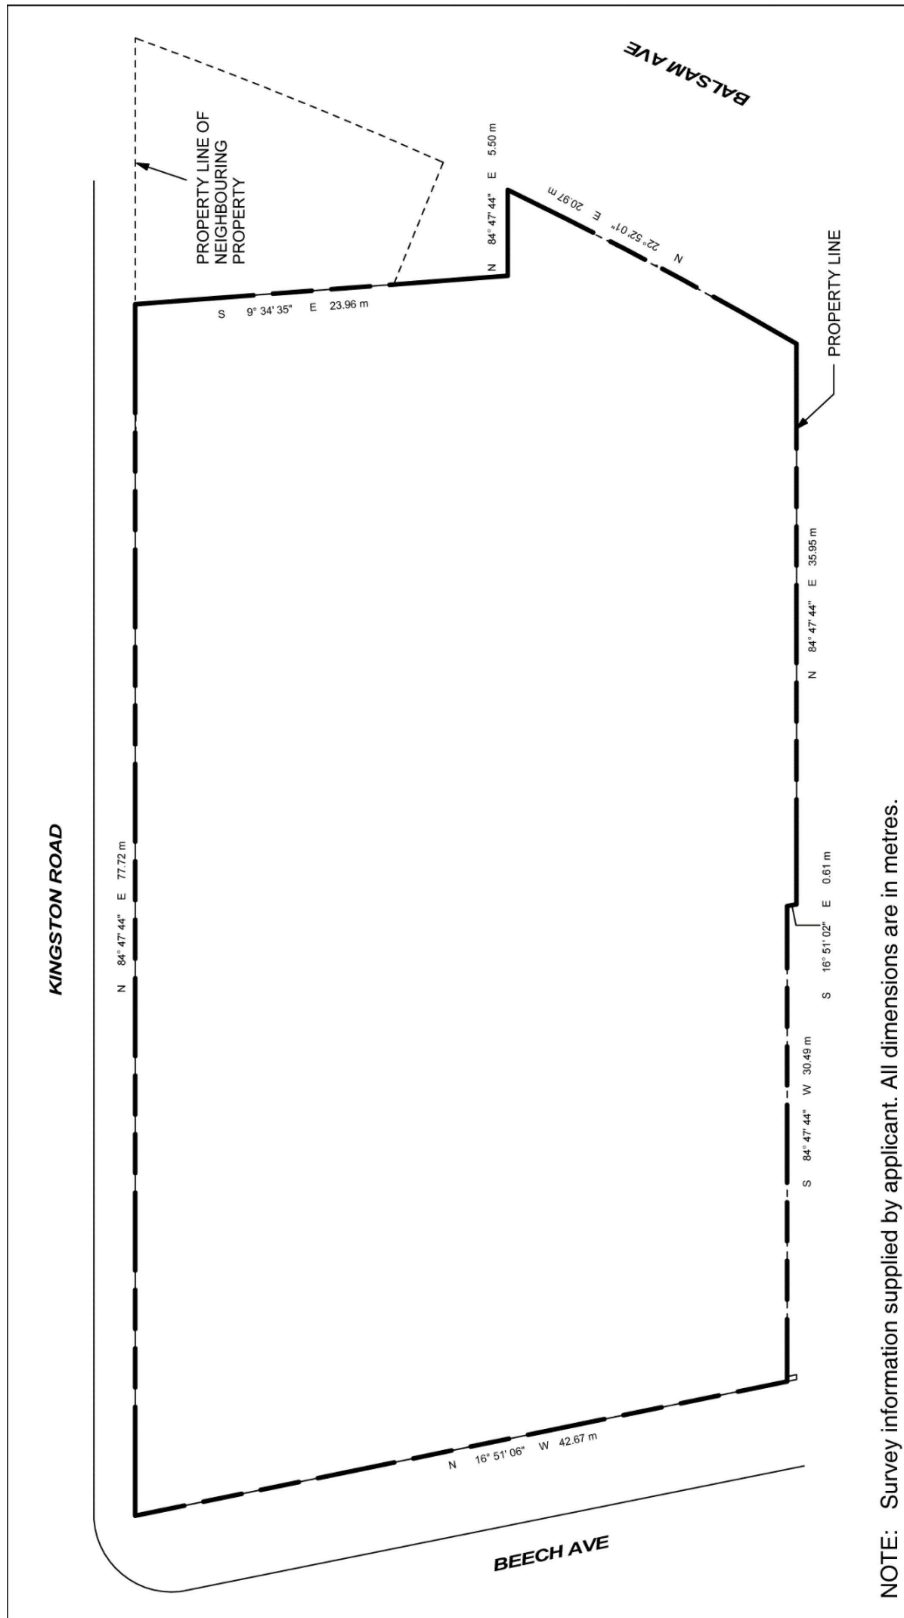 KINGSTON ROAD
N 84° 47' 44" E 77.72 m
PROPERTY LINE OF
NEIGHBOURING
PROPERTY
BALSAM AVE
S 9° 34' 35" E 23.96 m
N 84° 47' 44" E 5.50 m
N 22° 52' 01" E 20.97 m
PROPERTY LINE
N 84° 47' 44" E 35.95 m
S 16° 51' 02" E 0.61 m
S 84° 47' 44" W 30.49 m
N 16° 51' 06" W 42.67 m
BEECH AVE
NOTE: Survey information supplied by applicant. All dimensions are in metres.